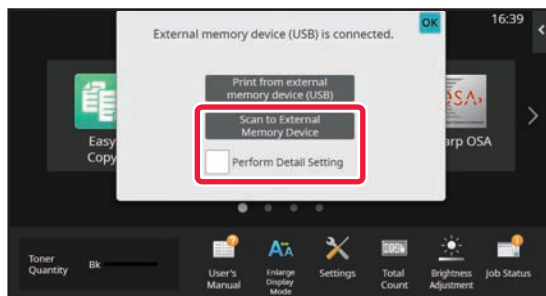 16:39
External memory device (USB) is connected.
OK
Print from external
memory device (USB)
Scan to External
Memory Device
Perform Detail Setting
Easy
Copy
OSA
arp OSA
Toner
Quantity
Bk
User's
Manual
Enlarge
Display
Mode
Settings
Total
Count
Brightness
Adjustment
Job Status